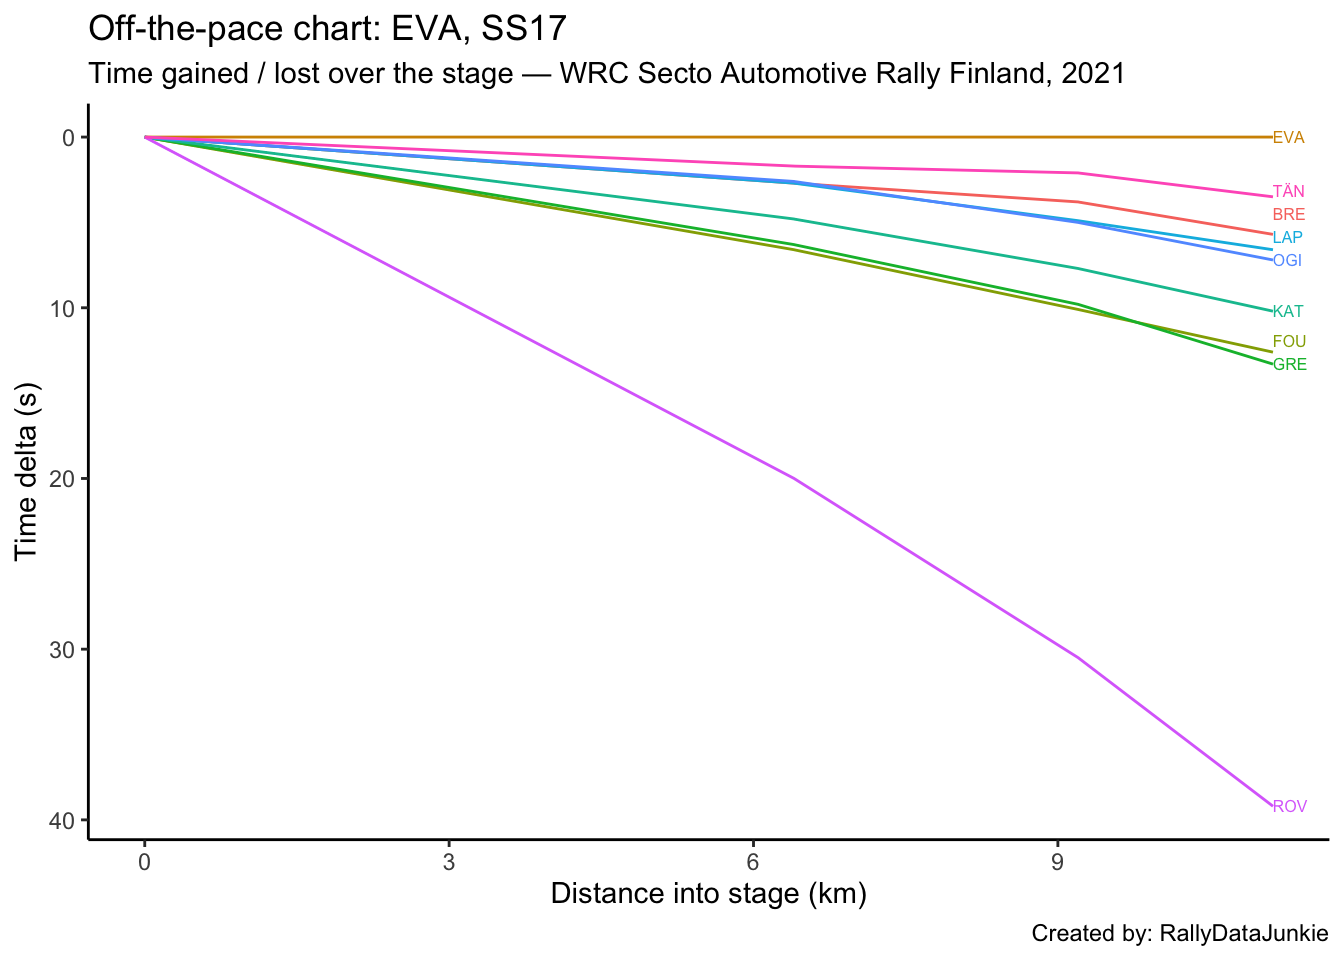 Off-the-pace chart: EVA, SS17
Time gained / lost over the stage — WRC Secto Automotive Rally Finland, 2021
Time delta (s)
0
10
20
30
40
EVA
TÄN
BRE
LAP
OGI
KAT
FOU
GRE
ROV
0 3 6 9
Distance into stage (km)
Created by: RallyDataJunkie